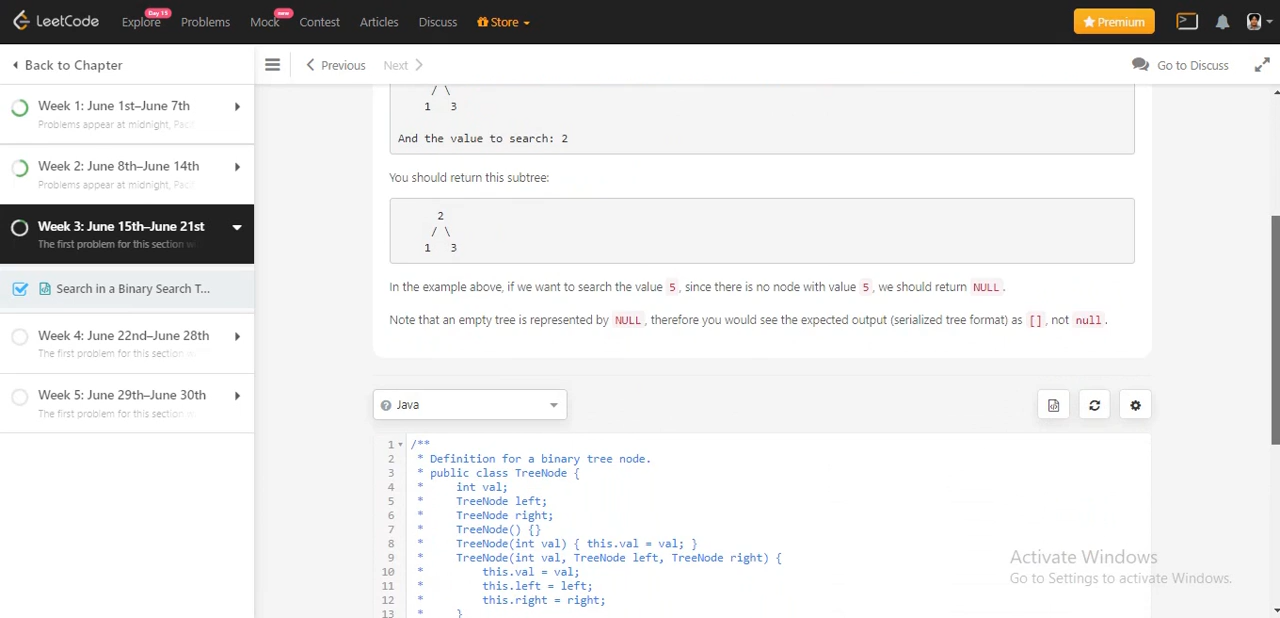 LeetCode Explore Day 15 Problems Mock new Contest Articles Discuss Store Premium
Back to Chapter Previous Next Go to Discuss
Week 1: June 1st–June 7th
Problems appear at midnight, Paci
Week 2: June 8th–June 14th
Problems appear at midnight, Paci
Week 3: June 15th–June 21st
The first problem for this section w
Search in a Binary Search T...
Week 4: June 22nd–June 28th
The first problem for this section w
Week 5: June 29th–June 30th
The first problem for this section w
/ \
1 3
And the value to search: 2
You should return this subtree:
2
/ \
1 3
In the example above, if we want to search the value 5, since there is no node with value 5, we should return NULL.
Note that an empty tree is represented by NULL, therefore you would see the expected output (serialized tree format) as [], not null.
Java
1 /**
2 * Definition for a binary tree node.
3 * public class TreeNode {
4 * int val;
5 * TreeNode left;
6 * TreeNode right;
7 * TreeNode() {}
8 * TreeNode(int val) { this.val = val; }
9 * TreeNode(int val, TreeNode left, TreeNode right) {
10 * this.val = val;
11 * this.left = left;
12 * this.right = right;
13 * }
Activate Windows
Go to Settings to activate Windows.